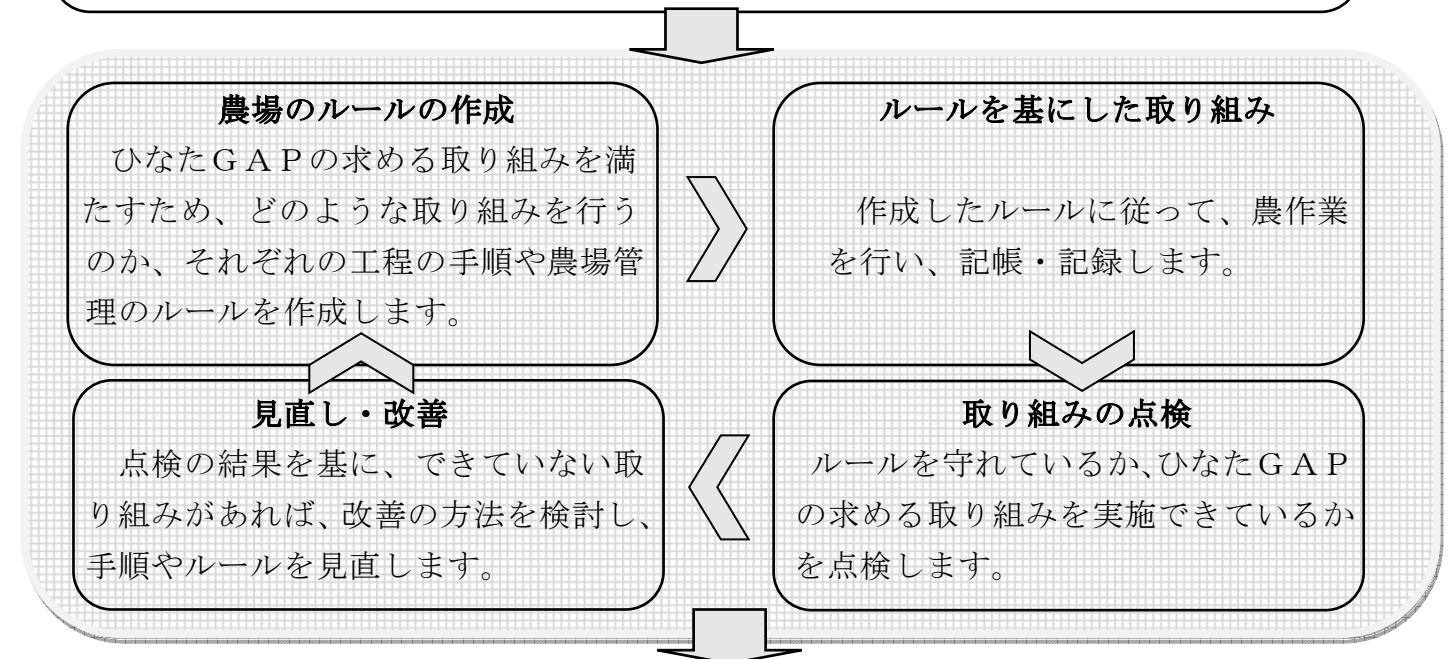 農場のルールの作成
ひなたＧＡＰの求める取り組みを満
たすため、どのような取り組みを行う
のか、それぞれの工程の手順や農場管
理のルールを作成します。
ルールを基にした取り組み
作成したルールに従って、農作業
を行い、記帳・記録します。
取り組みの点検
ルールを守れているか、ひなたＧＡＰ
の求める取り組みを実施できているか
を点検します。
見直し・改善
点検の結果を基に、できていない取
り組みがあれば、改善の方法を検討し、
手順やルールを見直します。